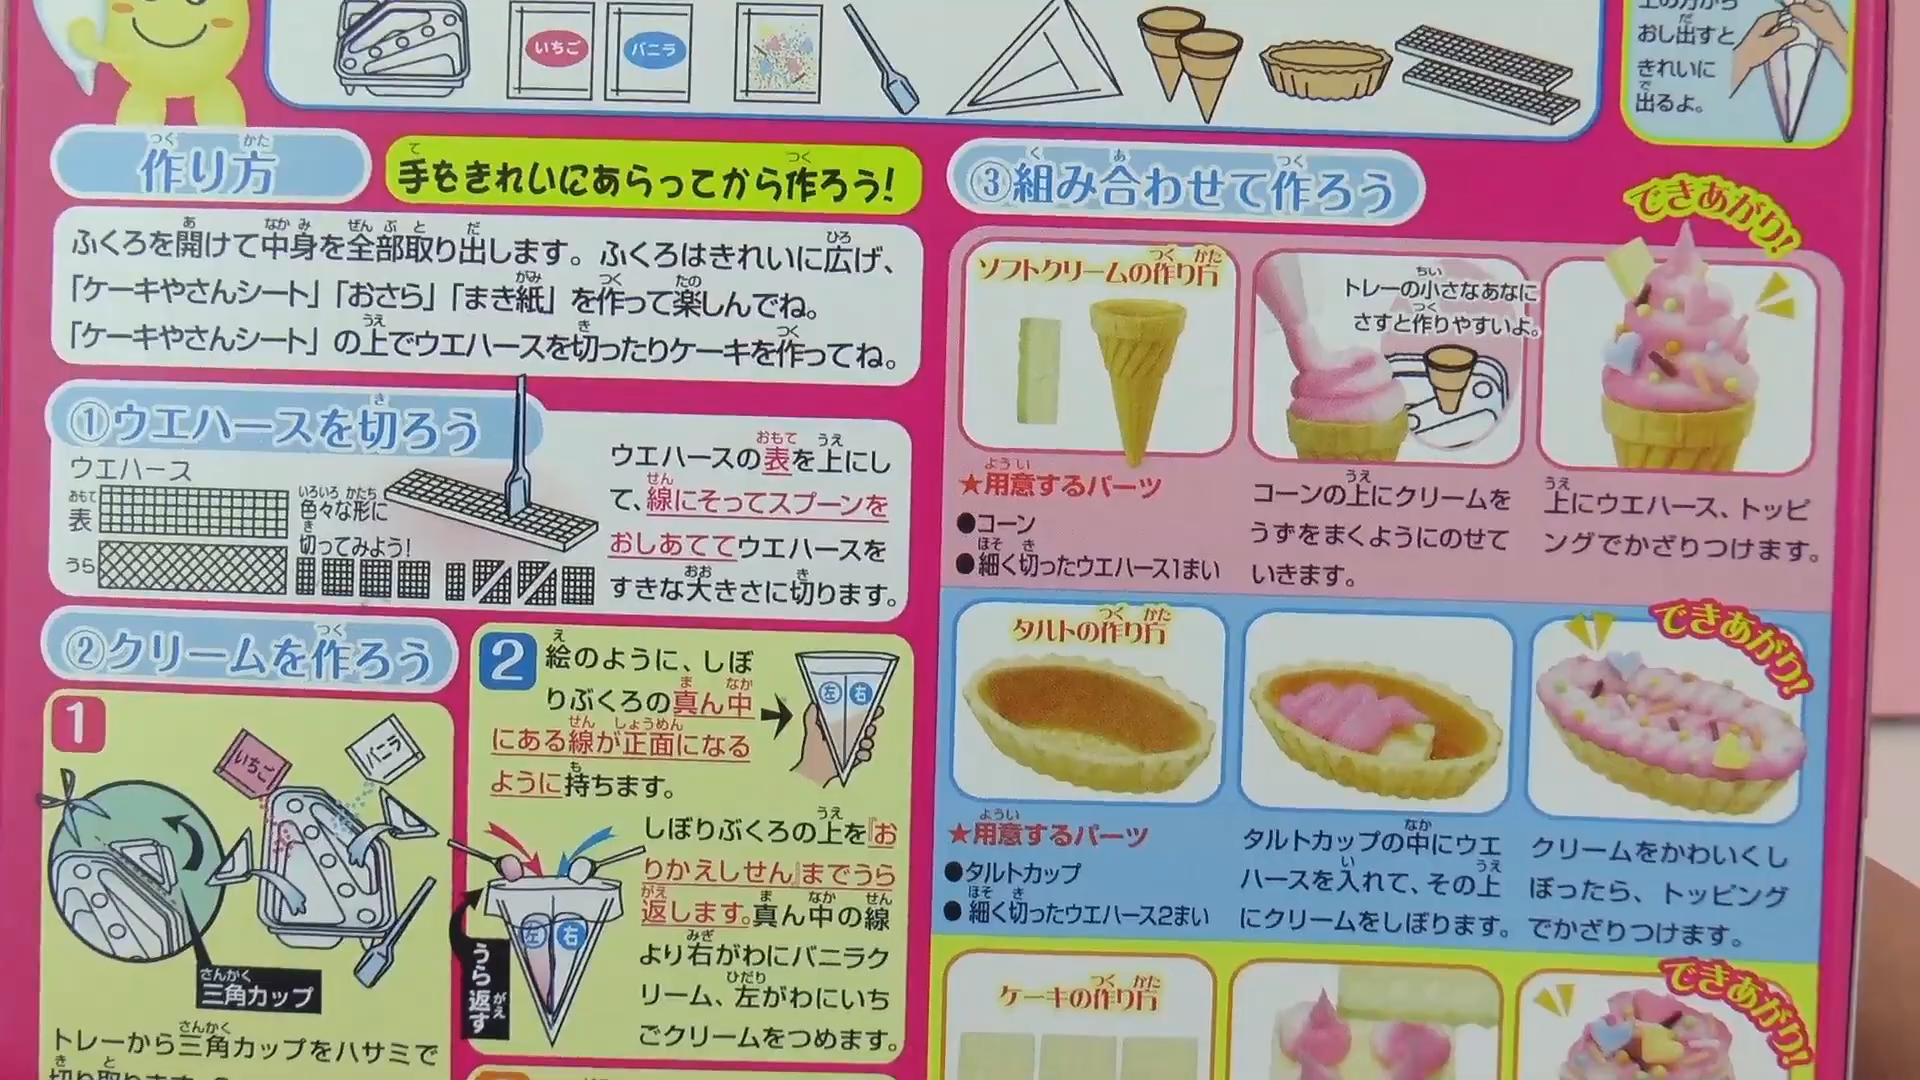 いちご
バニラ
上の方から
おし出すと
きれいに
出るよ。
作り方
手をきれいにあらってから作ろう!
ふくろを開けて中身を全部取り出します。ふくろはきれいに広げ、
「ケーキやさんシート」「おさら」「まき紙」を作って楽しんでね。
「ケーキやさんシート」の上でウエハースを切ったりケーキを作ってね。
①ウエハースを切ろう
ウエハース
表
うら
色々な形に
切ってみよう!
ウエハースの表を上にし
て、線にそってスプーンを
おしあててウエハースを
すきな大きさに切ります。
②クリームを作ろう
1
いちご
バニラ
三角カップ
トレーから三角カップをハサミで
2
絵のように、しぼ
りぶくろの真ん中
にある線が正面になる
ように持ちます。
左 右
しぼりぶくろの上を『お
りかえしせん』までうら
返します。真ん中の線
より右がわにバニラク
リーム、左がわにいち
ごクリームをつめます。
左 右
うら返す
③組み合わせて作ろう
ソフトクリームの作り方
★用意するパーツ
●コーン
●細く切ったウエハース1まい
トレーの小さなあなに
さすと作りやすいよ。
コーンの上にクリームを
うずをまくようにのせて
いきます。
できあがり!
上にウエハース、トッピ
ングでかざりつけます。
タルトの作り方
★用意するパーツ
●タルトカップ
●細く切ったウエハース2まい
タルトカップの中にウエ
ハースを入れて、その上
にクリームをしぼります。
できあがり!
クリームをかわいくし
ぼったら、トッピング
でかざりつけます。
ケーキの作り方
できあがり!